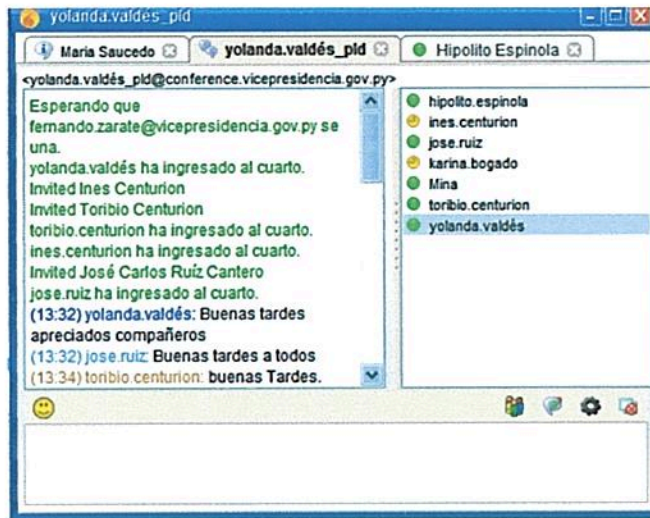 yolanda.valdés_pld
Maria Saucedo
yolanda.valdés_pld
Hipolito Espinola
<yolanda.valdés_pld@conference.vicepresidencia.gov.py>
Esperando que
fernando.zarate@vicepresidencia.gov.py se
una.
yolanda.valdés ha ingresado al cuarto.
Invited Ines Centurion
Invited Toribio Centurion
toribio.centurion ha ingresado al cuarto.
ines.centurion ha ingresado al cuarto.
Invited José Carlos Ruíz Cantero
jose.ruiz ha ingresado al cuarto.
(13:32) yolanda.valdés: Buenas tardes
apreciados compañeros
(13:32) jose.ruiz: Buenas tardes a todos
(13:34) toribio.centurion: buenas Tardes.
hipolito.espinola
ines.centurion
jose.ruiz
karina.bogado
Mina
toribio.centurion
yolanda.valdés